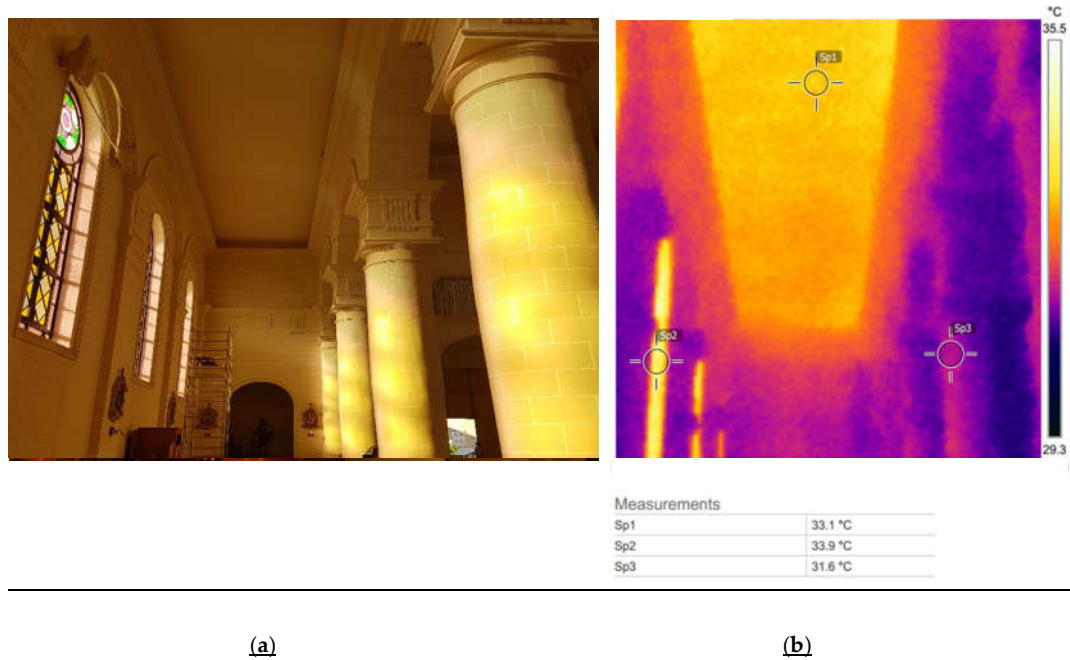 °C
35.5
Sp1
Sp2
Sp3
29.3
Measurements
Sp1 33.1 °C
Sp2 33.9 °C
Sp3 31.6 °C
(a) (b)